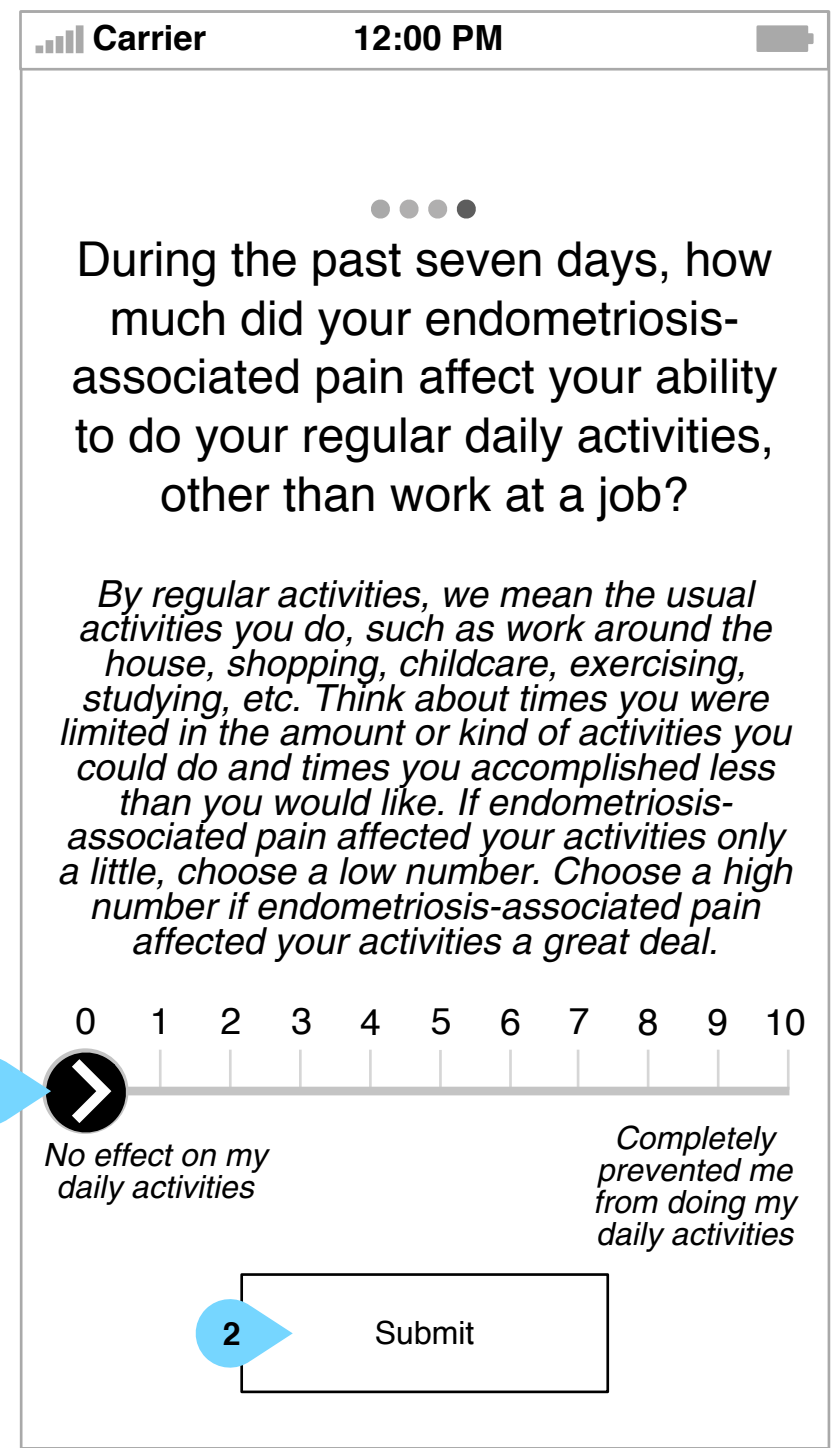 Carrier 12:00 PM
During the past seven days, how
much did your endometriosis-
associated pain affect your ability
to do your regular daily activities,
other than work at a job?
By regular activities, we mean the usual
activities you do, such as work around the
house, shopping, childcare, exercising,
studying, etc. Think about times you were
limited in the amount or kind of activities you
could do and times you accomplished less
than you would like. If endometriosis-
associated pain affected your activities only
a little, choose a low number. Choose a high
number if endometriosis-associated pain
affected your activities a great deal.
0 1 2 3 4 5 6 7 8 9 10
No effect on my
daily activities
Completely
prevented me
from doing my
daily activities
2 Submit